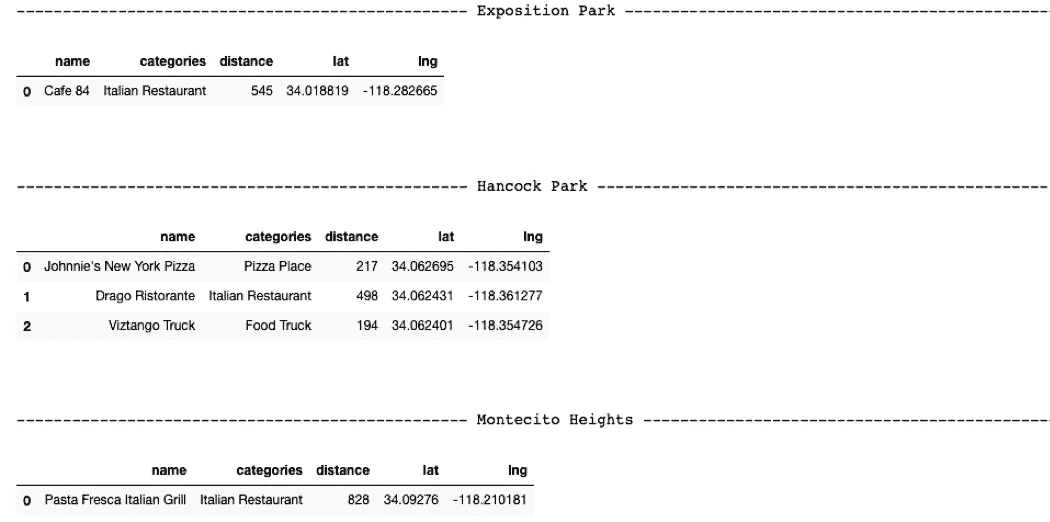 ------------------------------------------------- Exposition Park -----------------------------------------------
name categories distance lat lng
0 Cafe 84 Italian Restaurant 545 34.018819 -118.282665
------------------------------------------------- Hancock Park -------------------------------------------------
name categories distance lat lng
0 Johnnie's New York Pizza Pizza Place 217 34.062695 -118.354103
1 Drago Ristorante Italian Restaurant 498 34.062431 -118.361277
2 Viztango Truck Food Truck 194 34.062401 -118.354726
------------------------------------------------- Montecito Heights ---------------------------------------------
name categories distance lat lng
0 Pasta Fresca Italian Grill Italian Restaurant 828 34.09276 -118.210181